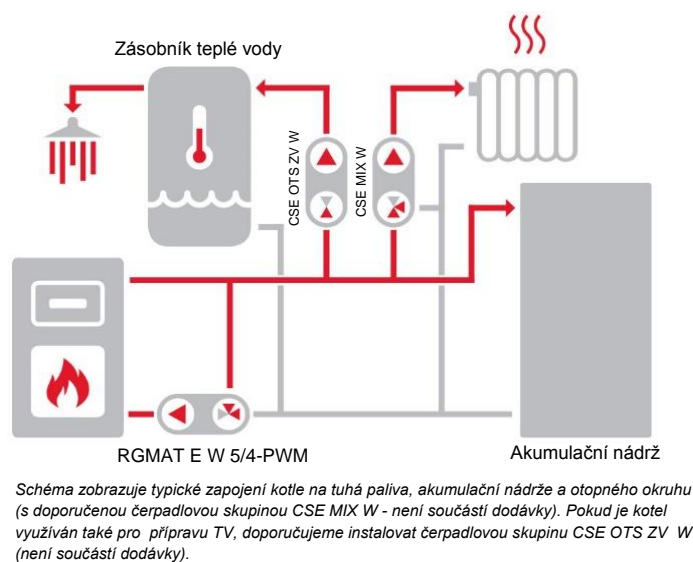 Zásobník teplé vody
CSE OTS ZV W
CSE MIX W
RGMAT E W 5/4-PWM
Akumulační nádrž
Schéma zobrazuje typické zapojení kotle na tuhá paliva, akumulační nádrže a otopného okruhu
(s doporučenou čerpadlovou skupinou CSE MIX W - není součástí dodávky). Pokud je kotel
využíván také pro přípravu TV, doporučujeme instalovat čerpadlovou skupinu CSE OTS ZV W
(není součástí dodávky).